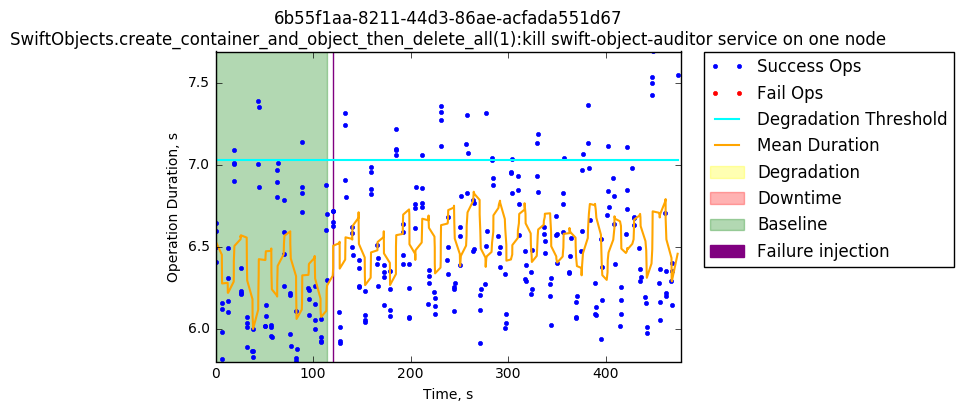 6b55f1aa-8211-44d3-86ae-acfada551d67
SwiftObjects.create_container_and_object_then_delete_all(1):kill swift-object-auditor service on one node
7.5
7.0
6.5
6.0
Operation Duration, s
0 100 200 300 400
Time, s
Success Ops
Fail Ops
Degradation Threshold
Mean Duration
Degradation
Downtime
Baseline
Failure injection